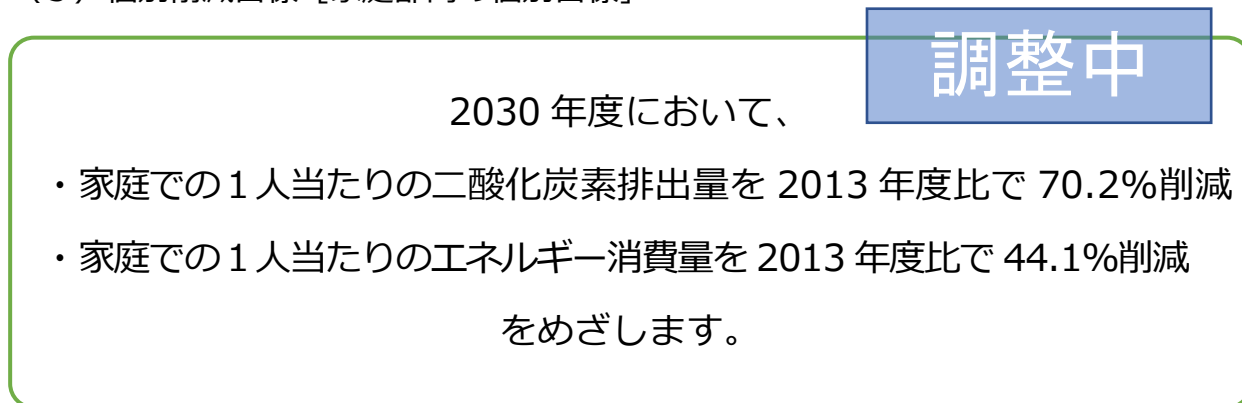 調整中
2030 年度において、
・家庭での１人当たりの二酸化炭素排出量を 2013 年度比で 70.2%削減
・家庭での１人当たりのエネルギー消費量を 2013 年度比で 44.1%削減
をめざします。